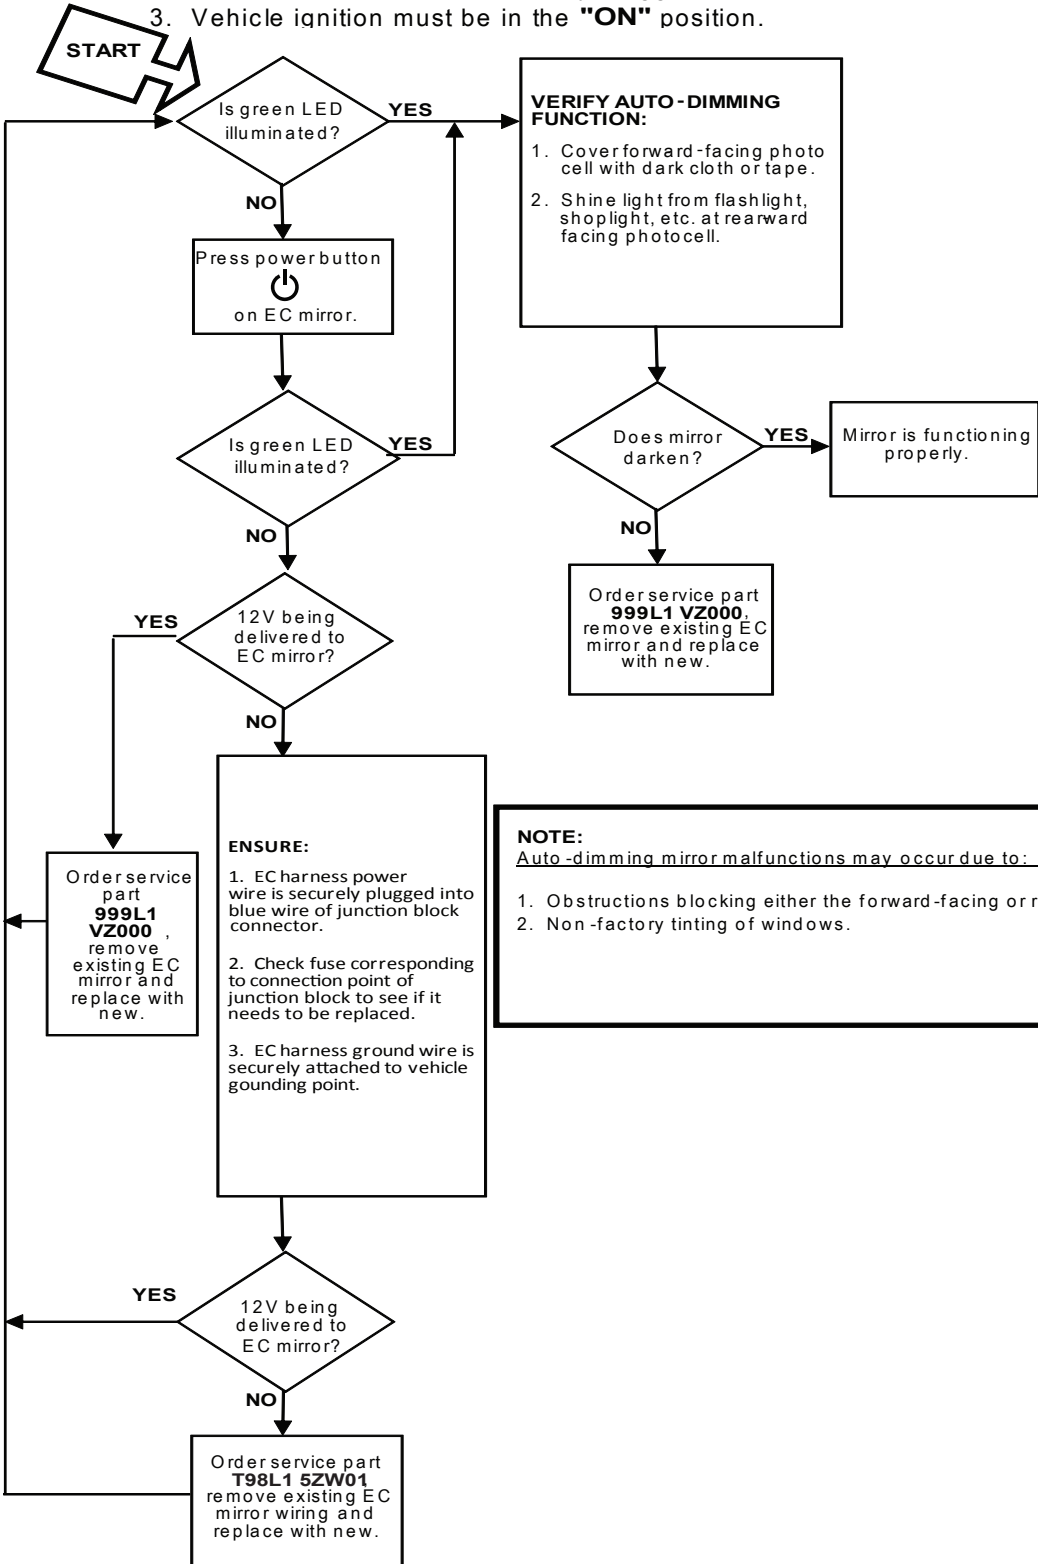 3. Vehicle ignition must be in the "ON" position.
START
Is green LED
illuminated?
YES
NO
Press power button
on EC mirror.
Is green LED
illuminated?
YES
NO
12V being
delivered to
EC mirror?
YES
NO
Order service
part
999L1
VZ000 ,
remove
existing EC
mirror and
replace with
new.
ENSURE:
1. EC harness power
wire is securely plugged into
blue wire of junction block
connector.
2. Check fuse corresponding
to connection point of
junction block to see if it
needs to be replaced.
3. EC harness ground wire is
securely attached to vehicle
gounding point.
12V being
delivered to
EC mirror?
YES
NO
Order service part
T98L1 5ZW01
remove existing EC
mirror wiring and
replace with new.
VERIFY AUTO-DIMMING
FUNCTION:
1. Cover forward-facing photo
cell with dark cloth or tape.
2. Shine light from flashlight,
shoplight, etc. at rearward
facing photocell.
Does mirror
darken?
YES
Mirror is functioning
properly.
NO
Order service part
999L1 VZ000,
remove existing EC
mirror and replace
with new.
NOTE:
Auto-dimming mirror malfunctions may occur due to:
1. Obstructions blocking either the forward-facing or
2. Non-factory tinting of windows.